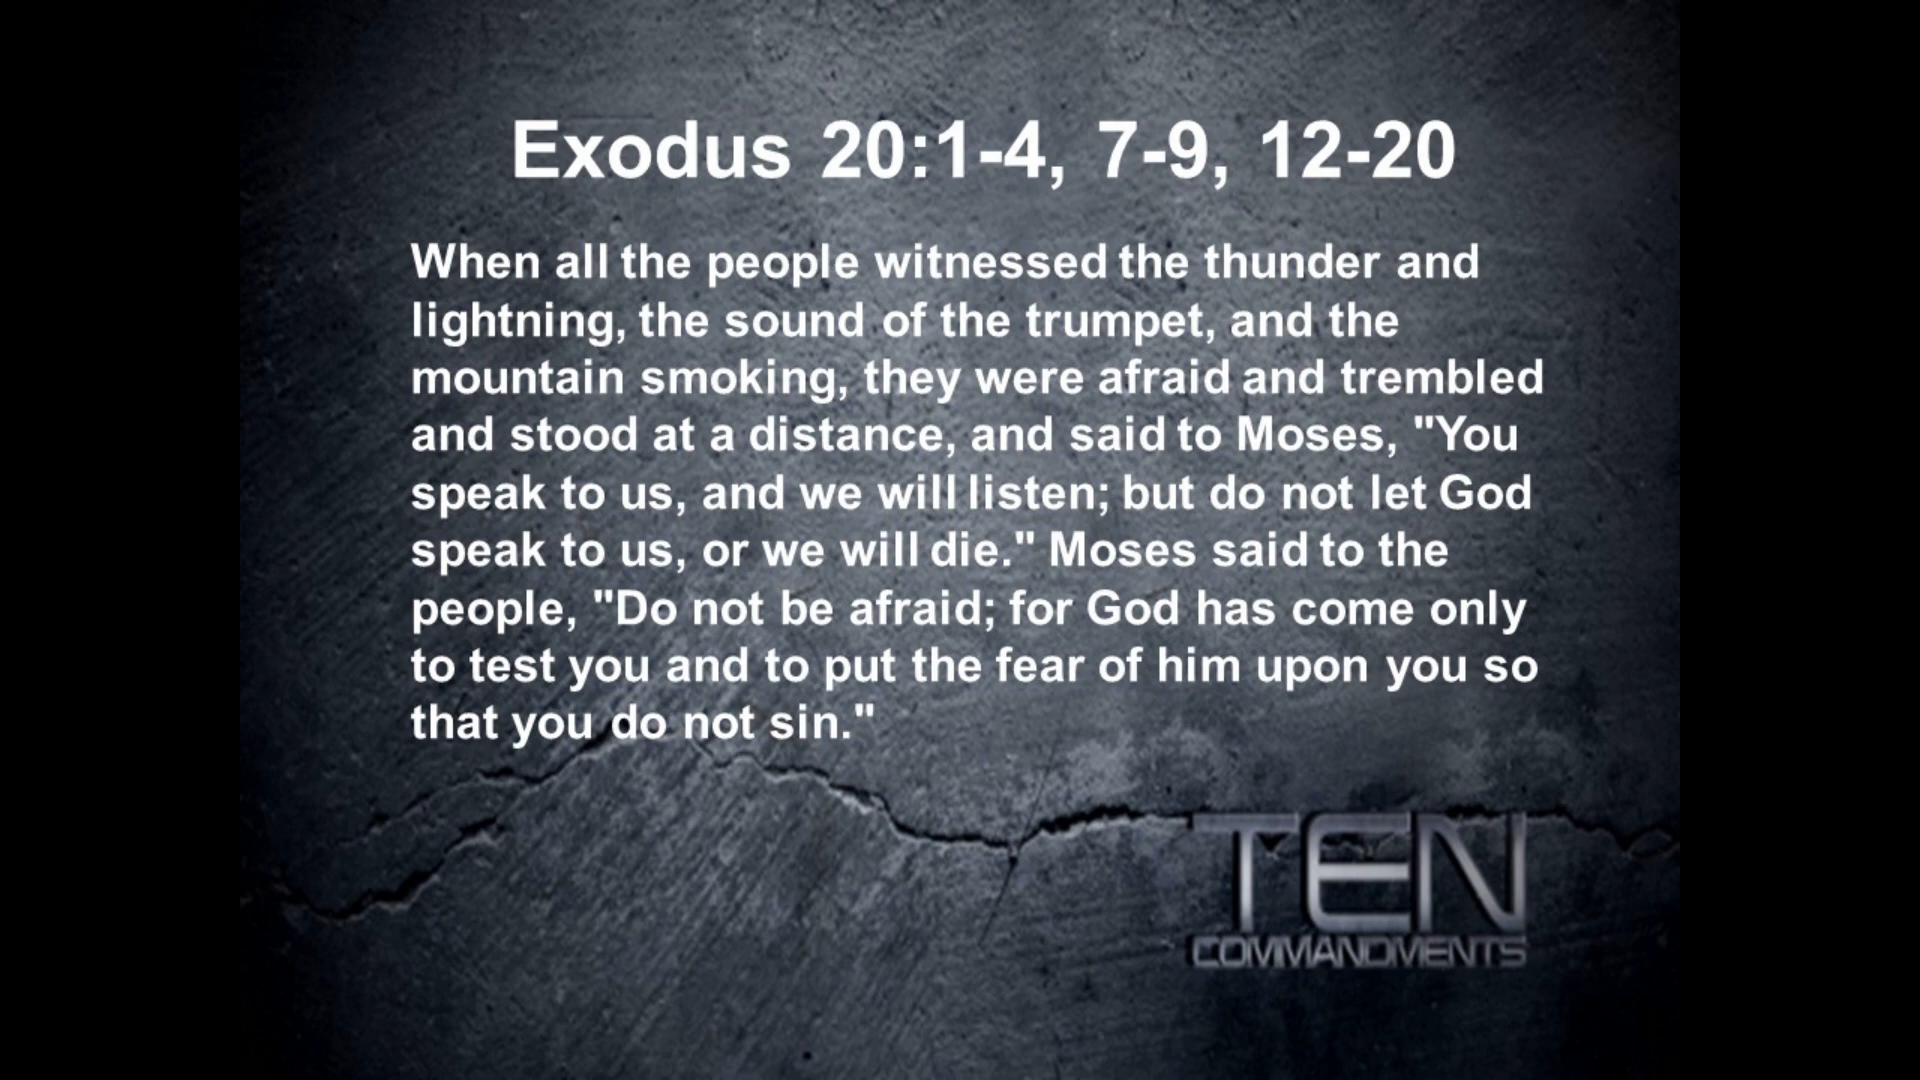 Exodus 20:1-4, 7-9, 12-20
When all the people witnessed the thunder and
lightning, the sound of the trumpet, and the
mountain smoking, they were afraid and trembled
and stood at a distance, and said to Moses, "You
speak to us, and we will listen; but do not let God
speak to us, or we will die." Moses said to the
people, "Do not be afraid; for God has come only
to test you and to put the fear of him upon you so
that you do not sin."
TEN
COMMANDMENTS